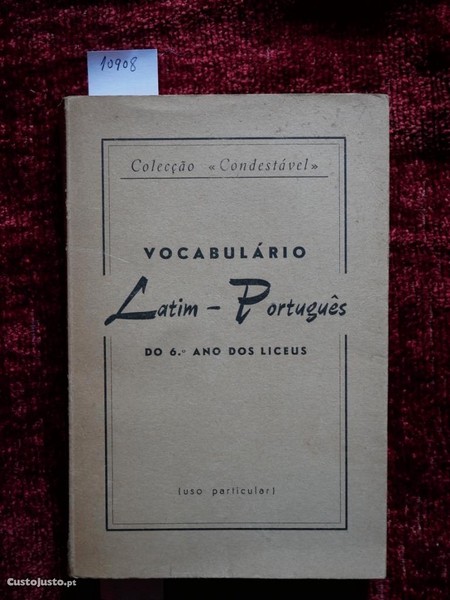 10908
Colecção «Condestável»
VOCABULÁRIO
Latim - Português
DO 6.º ANO DOS LICEUS
(uso particular)
CustoJusto.pt